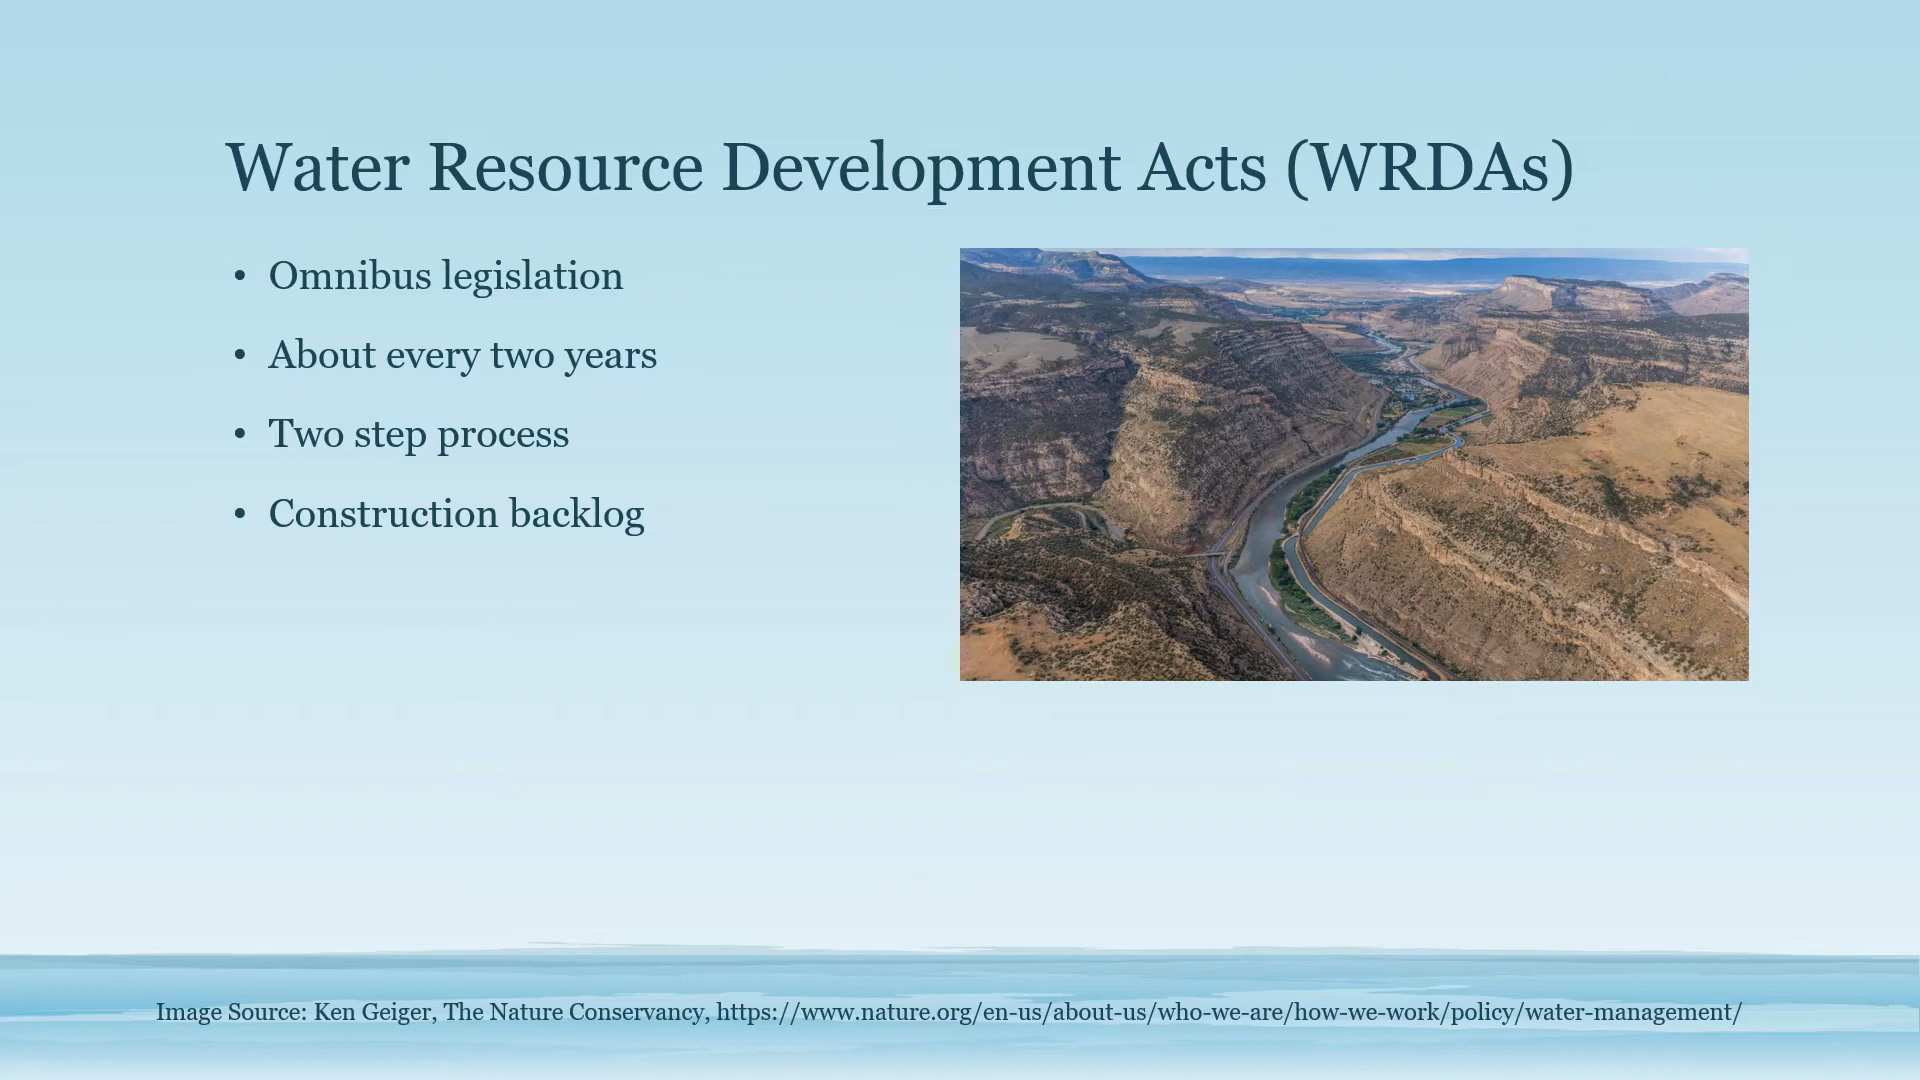 Water Resource Development Acts (WRDAs)
• Omnibus legislation
• About every two years
• Two step process
• Construction backlog
Image Source: Ken Geiger, The Nature Conservancy, https://www.nature.org/en-us/about-us/who-we-are/how-we-work/policy/water-management/